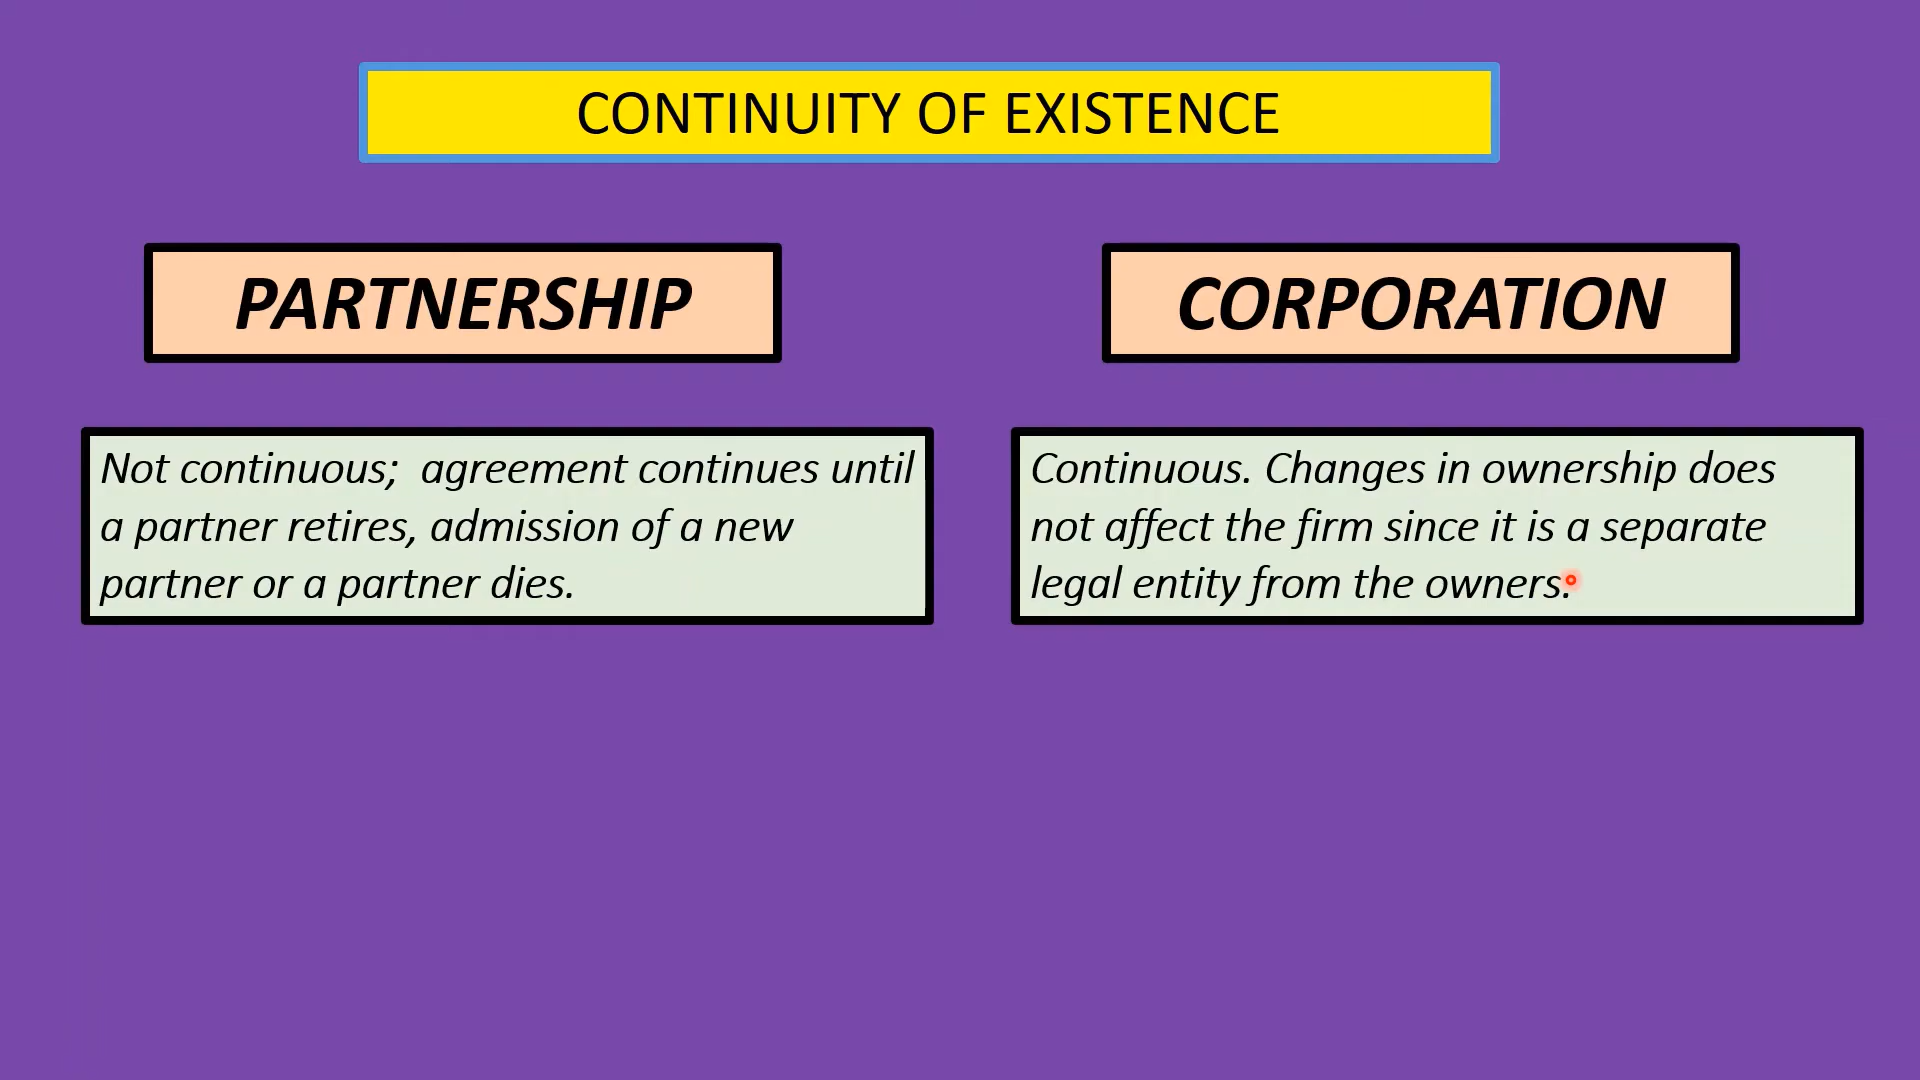 CONTINUITY OF EXISTENCE
PARTNERSHIP
CORPORATION
Not continuous;  agreement continues until
a partner retires, admission of a new
partner or a partner dies.
Continuous. Changes in ownership does
not affect the firm since it is a separate
legal entity from the owners.